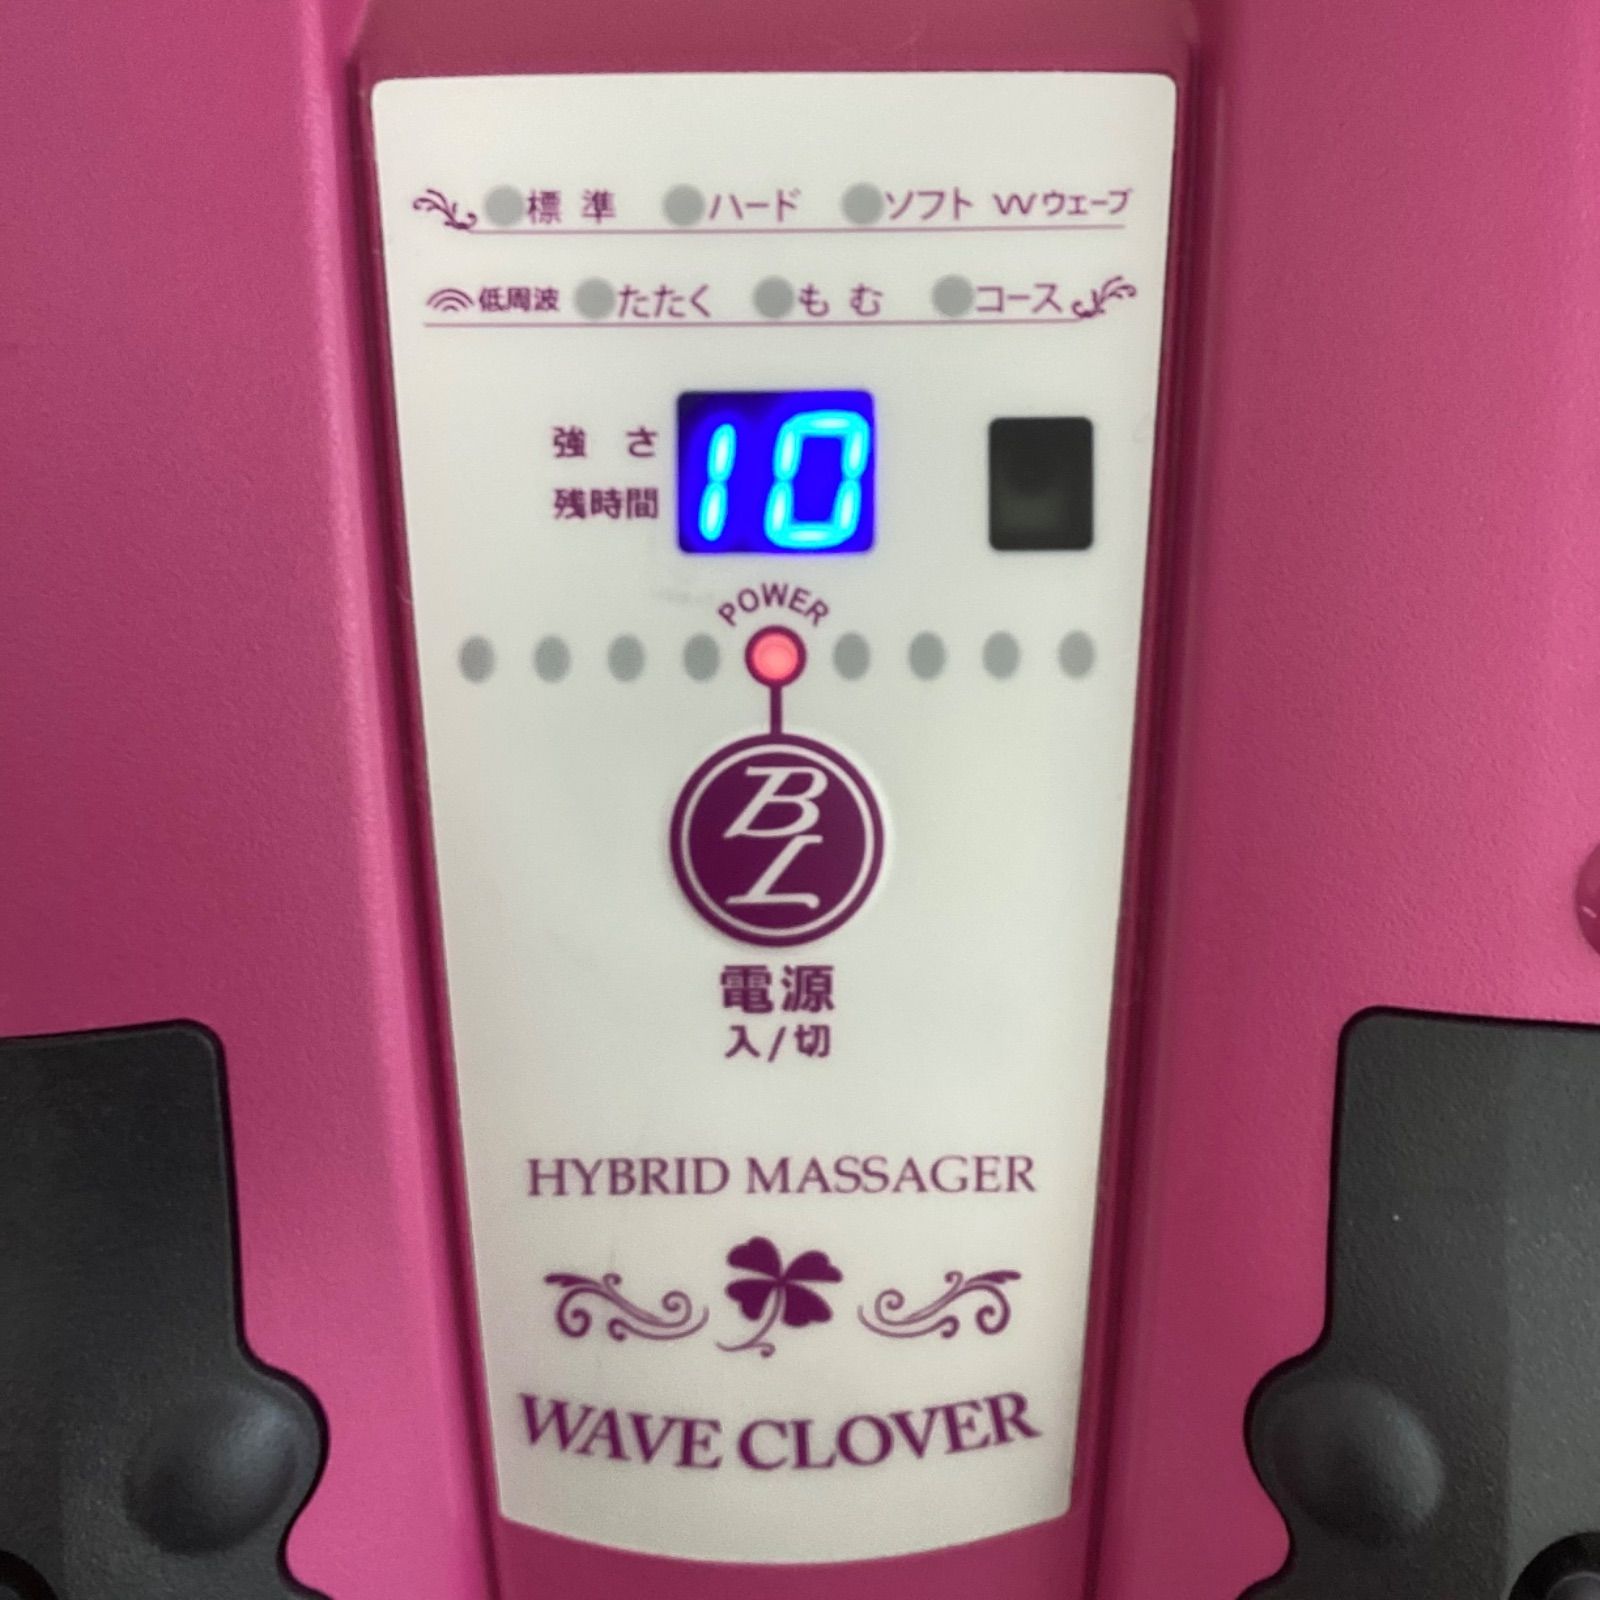 標準 ハード ソフト Wウェーブ
低周波 たたく もむ コース
強さ
残時間
10
POWER
BL
電源
入/切
HYBRID MASSAGER
WAVE CLOVER